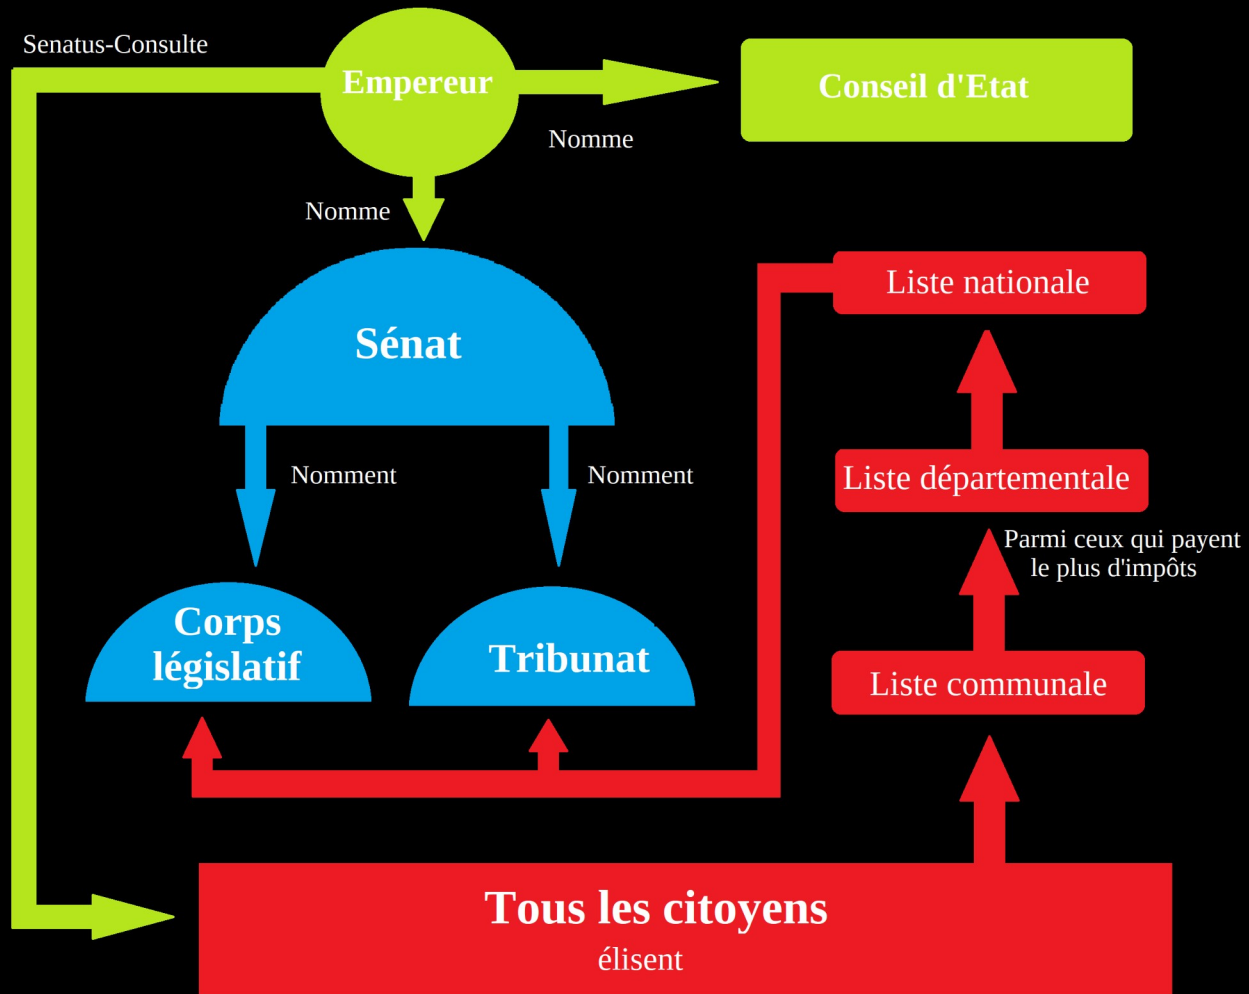 Senatus-Consulte
Empereur
Conseil d'Etat
Nomme
Nomme
Liste nationale
Sénat
Nomment
Nomment
Liste départementale
Parmi ceux qui payent
le plus d'impôts
Corps
législatif
Tribunat
Liste communale
Tous les citoyens
élisent